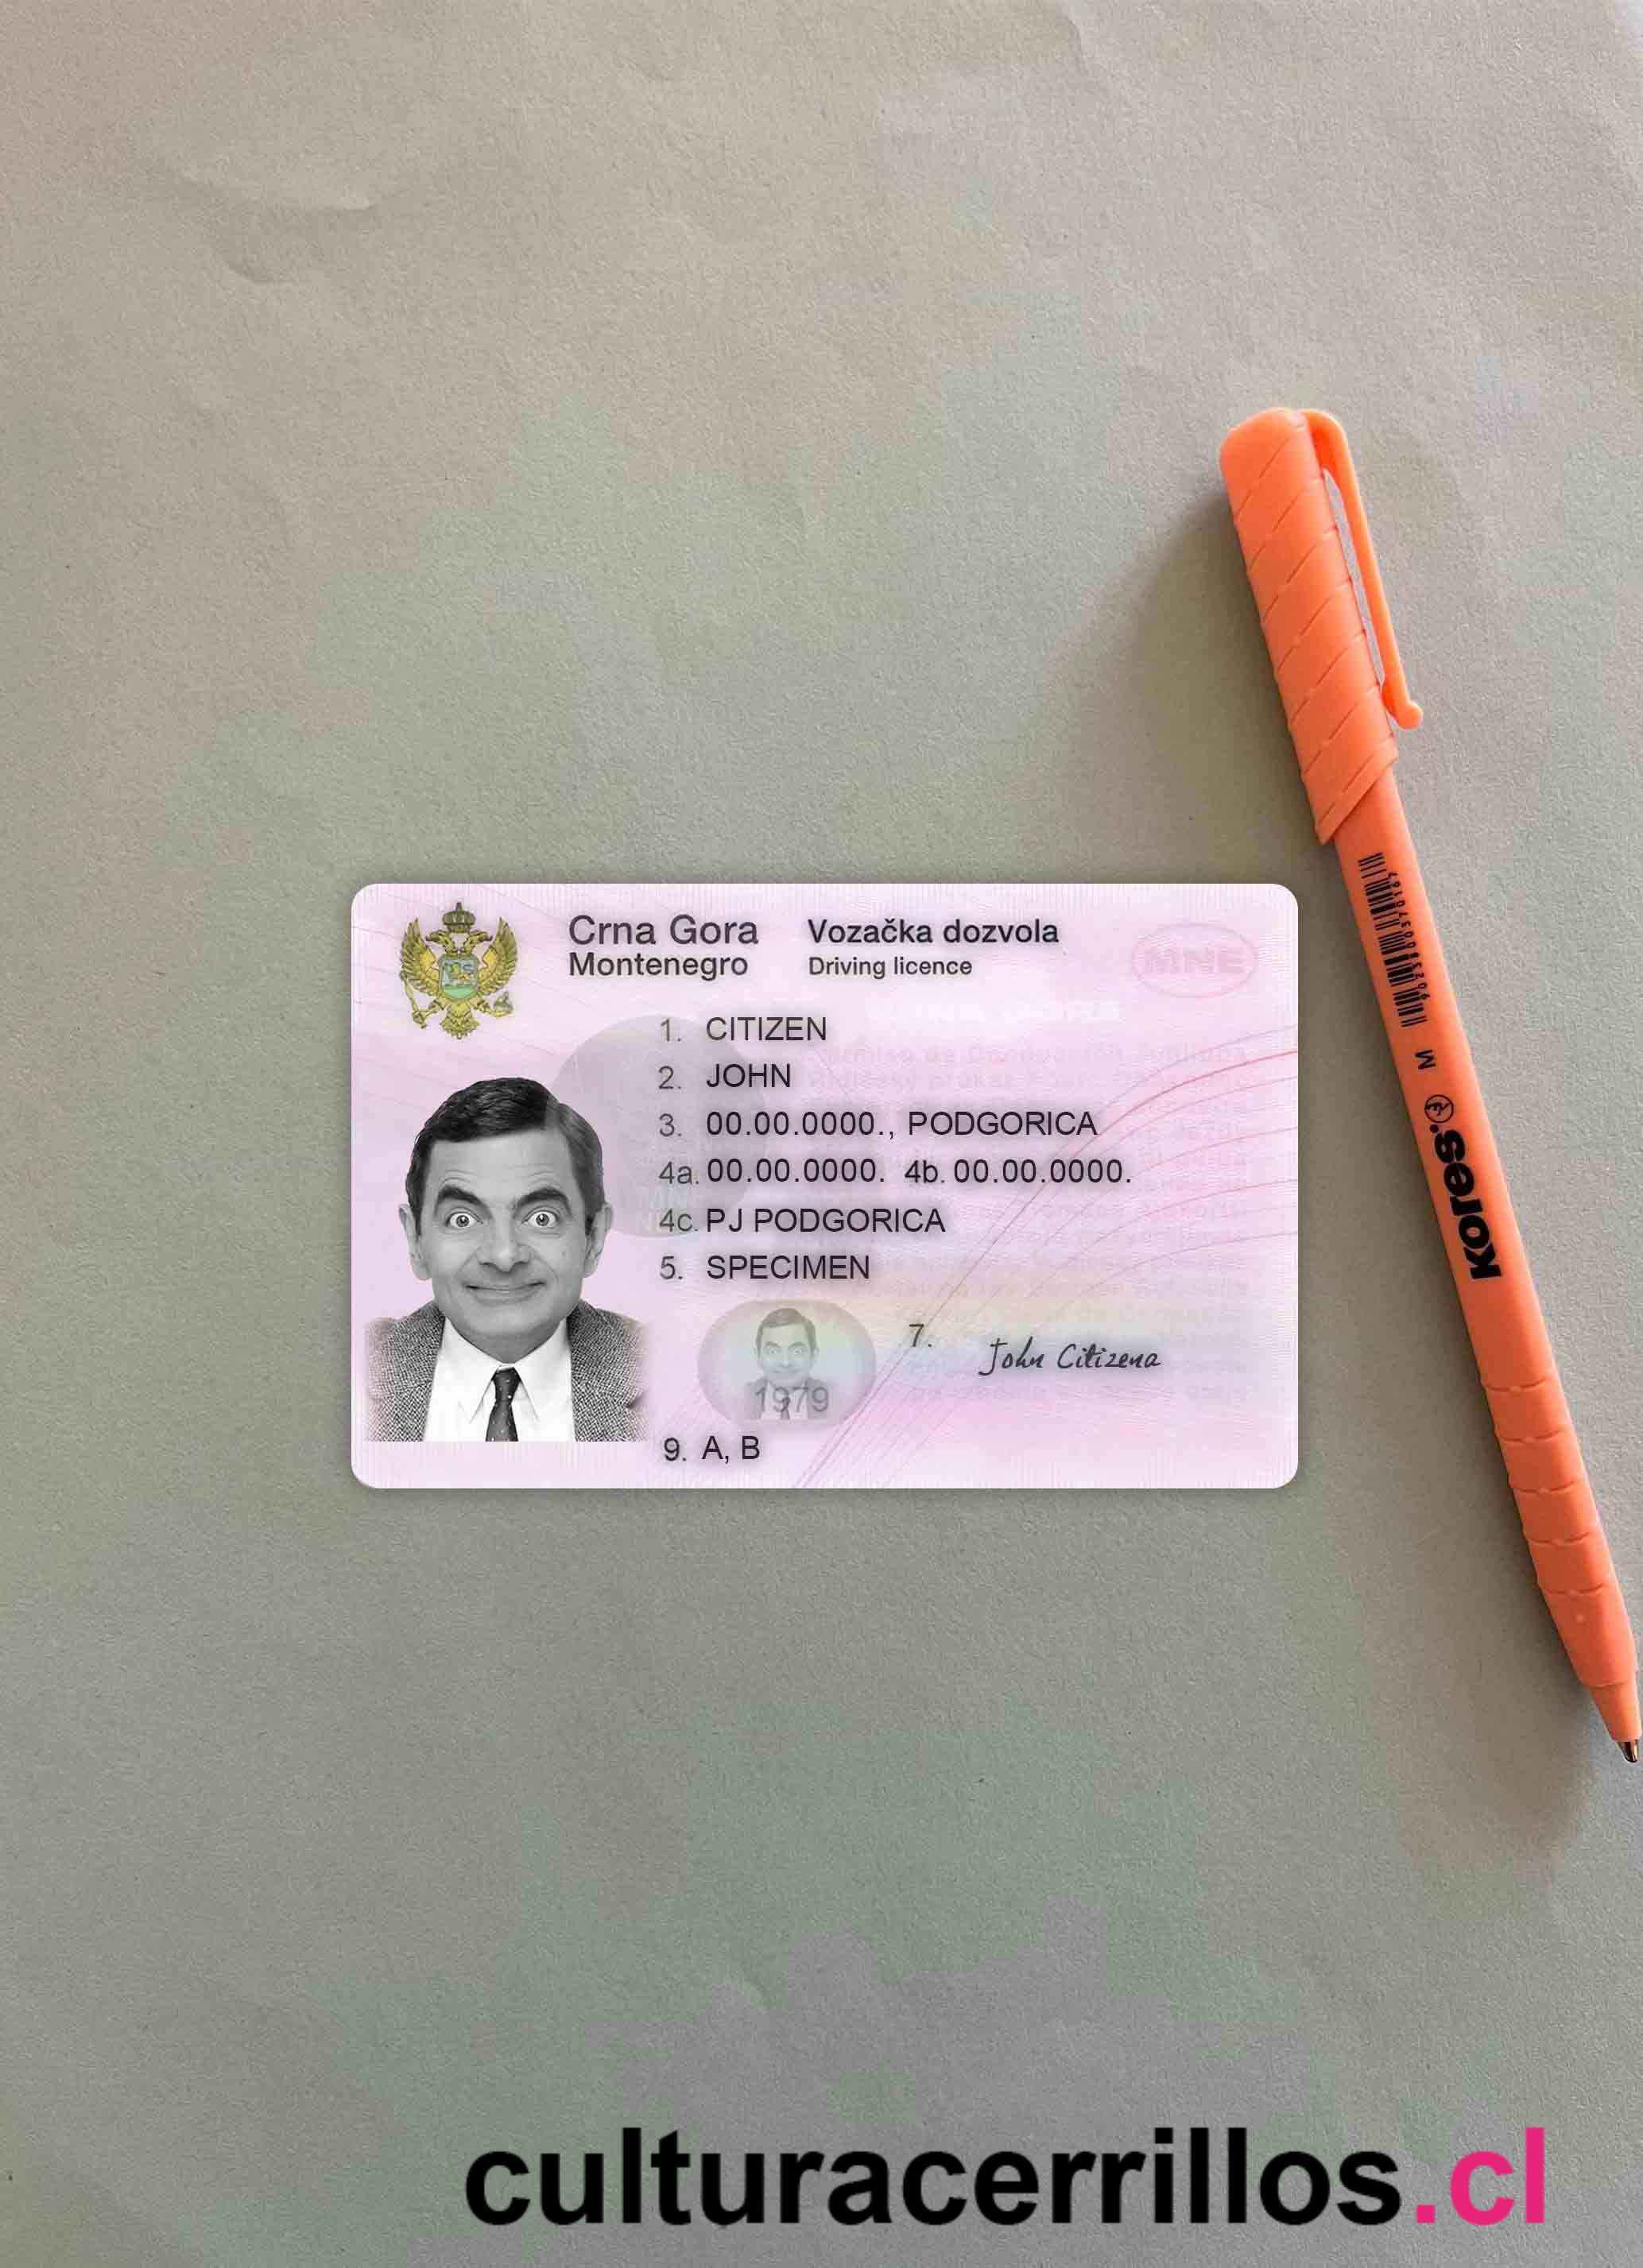 Crna Gora
Montenegro
Vozačka dozvola
Driving licence
MNE
1. CITIZEN
2. JOHN
3. 00.00.0000., PODGORICA
4a. 00.00.0000. 4b. 00.00.0000.
4c. PJ PODGORICA
5. SPECIMEN
7. John Citizena
1979
9. A, B
M Kores®
culturacerrillos.cl